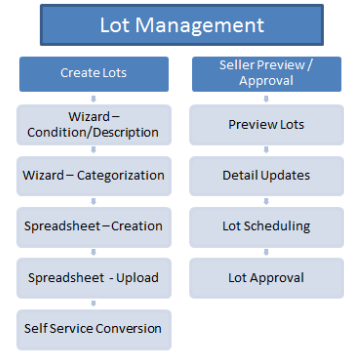 Lot Management
Create Lots
Wizard –
Condition/Description
Wizard – Categorization
Spreadsheet – Creation
Spreadsheet - Upload
Self Service Conversion
Seller Preview /
Approval
Preview Lots
Detail Updates
Lot Scheduling
Lot Approval